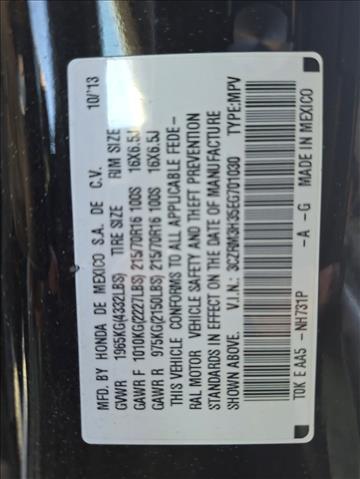 MFD. BY HONDA DE MEXICO S.A. DE C.V. 10/'13
GVWR 1965KG(4332LBS) TIRE SIZE RIM SIZE
GAWR F 1010KG(2227LBS) 215/70R16 100S 16X6.5J
GAWR R 975KG(2150LBS) 215/70R16 100S 16X6.5J
THIS VEHICLE CONFORMS TO ALL APPLICABLE FEDE-
RAL MOTOR VEHICLE SAFETY AND THEFT PREVENTION
STANDARDS IN EFFECT ON THE DATE OF MANUFACTURE
SHOWN ABOVE. V.I.N.: 3CZRM3H35EG701030 TYPE:MPV
T0K E AA5- NH731P -A -G MADE IN MEXICO